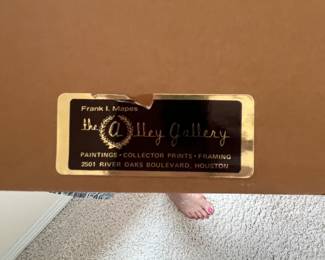 Frank I. Mapes
the Alley Gallery
PAINTINGS • COLLECTOR PRINTS • FRAMING
2501 RIVER OAKS BOULEVARD, HOUSTON